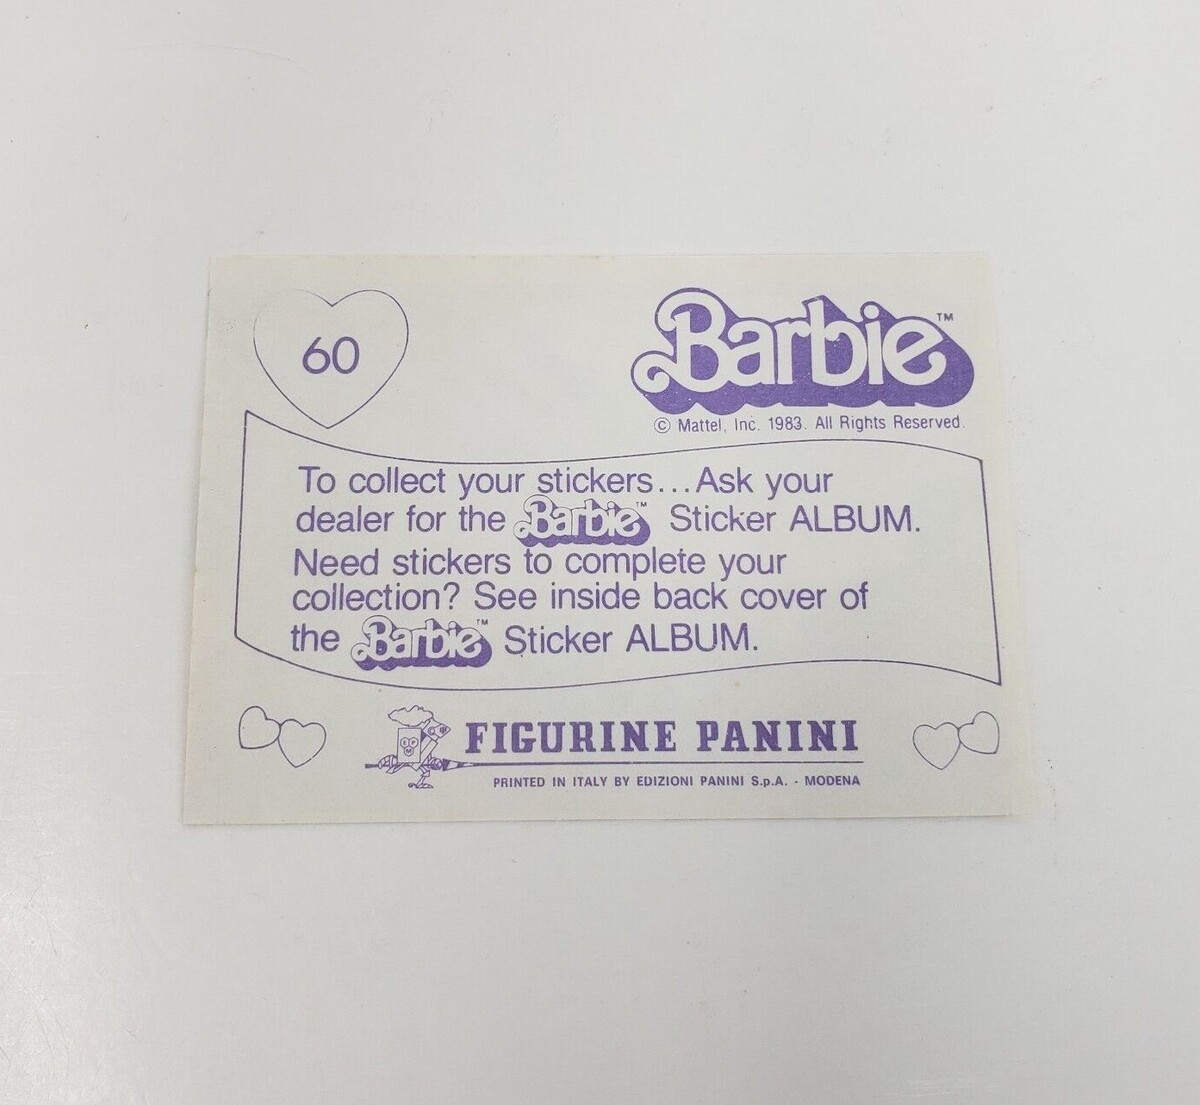 60
Barbie™
© Mattel, Inc. 1983. All Rights Reserved.
To collect your stickers...Ask your
dealer for the Barbie™ Sticker ALBUM.
Need stickers to complete your
collection? See inside back cover of
the Barbie™ Sticker ALBUM.
FIGURINE PANINI
PRINTED IN ITALY BY EDIZIONI PANINI S.p.A. - MODENA